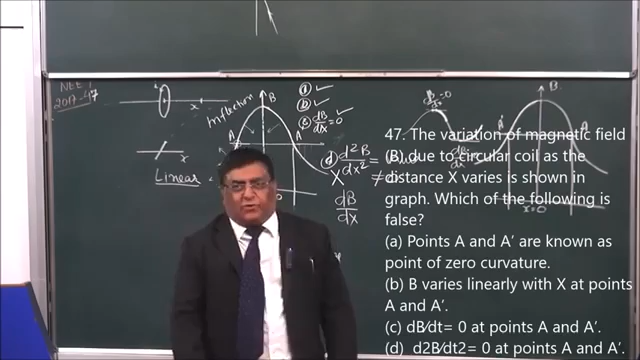 NEET
2017-47
x
x
Linear
Inflection
B
A
A
ⓐ ✓
ⓑ ✓
ⓒ dB/dx=0 ✓
ⓓ d²B/dx² =
X ≠
dB/dx
dB/dx=0
B
A
A
x=0
47. The variation of magnetic field
(B) due to circular coil as the
distance X varies is shown in
graph. Which of the following is
false?
(a) Points A and A′ are known as
point of zero curvature.
(b) B varies linearly with X at points
A and A′.
(c) dB∕dt= 0 at points A and A′.
(d) d2B∕dt2= 0 at points A and A′.